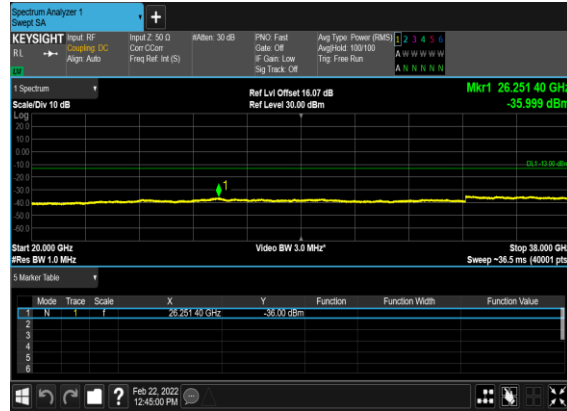 Spectrum Analyzer 1
Swept SA
+
KEYSIGHT Input: RF Input Z: 50 Ω #Atten: 30 dB PNO: Fast Avg Type: Power (RMS) 1 2 3 4 5 6
RL Coupling: DC Corr CCorr Gate: Off Avg|Hold: 100/100 A W W W W W
Align: Auto Freq Ref: Int (S) IF Gain: Low Trig: Free Run
Sig Track: Off A N N N N N
1 Spectrum Ref Lvl Offset 16.07 dB Mkr1 26.251 40 GHz
Scale/Div 10 dB Ref Level 30.00 dBm -35.999 dBm
Log
20.0
10.0
0.00
-10.0 DL1 -13.00 dBm
-20.0
-30.0 1
-40.0
-50.0
-60.0
Start 20.000 GHz Video BW 3.0 MHz* Stop 38.000 GHz
#Res BW 1.0 MHz Sweep ~36.5 ms (40001 pts)
5 Marker Table
Mode Trace Scale X Y Function Function Width Function Value
1 N 1 f 26.251 40 GHz -36.00 dBm
2
3
4
5
6
? Feb 22, 2022
12:45:00 PM